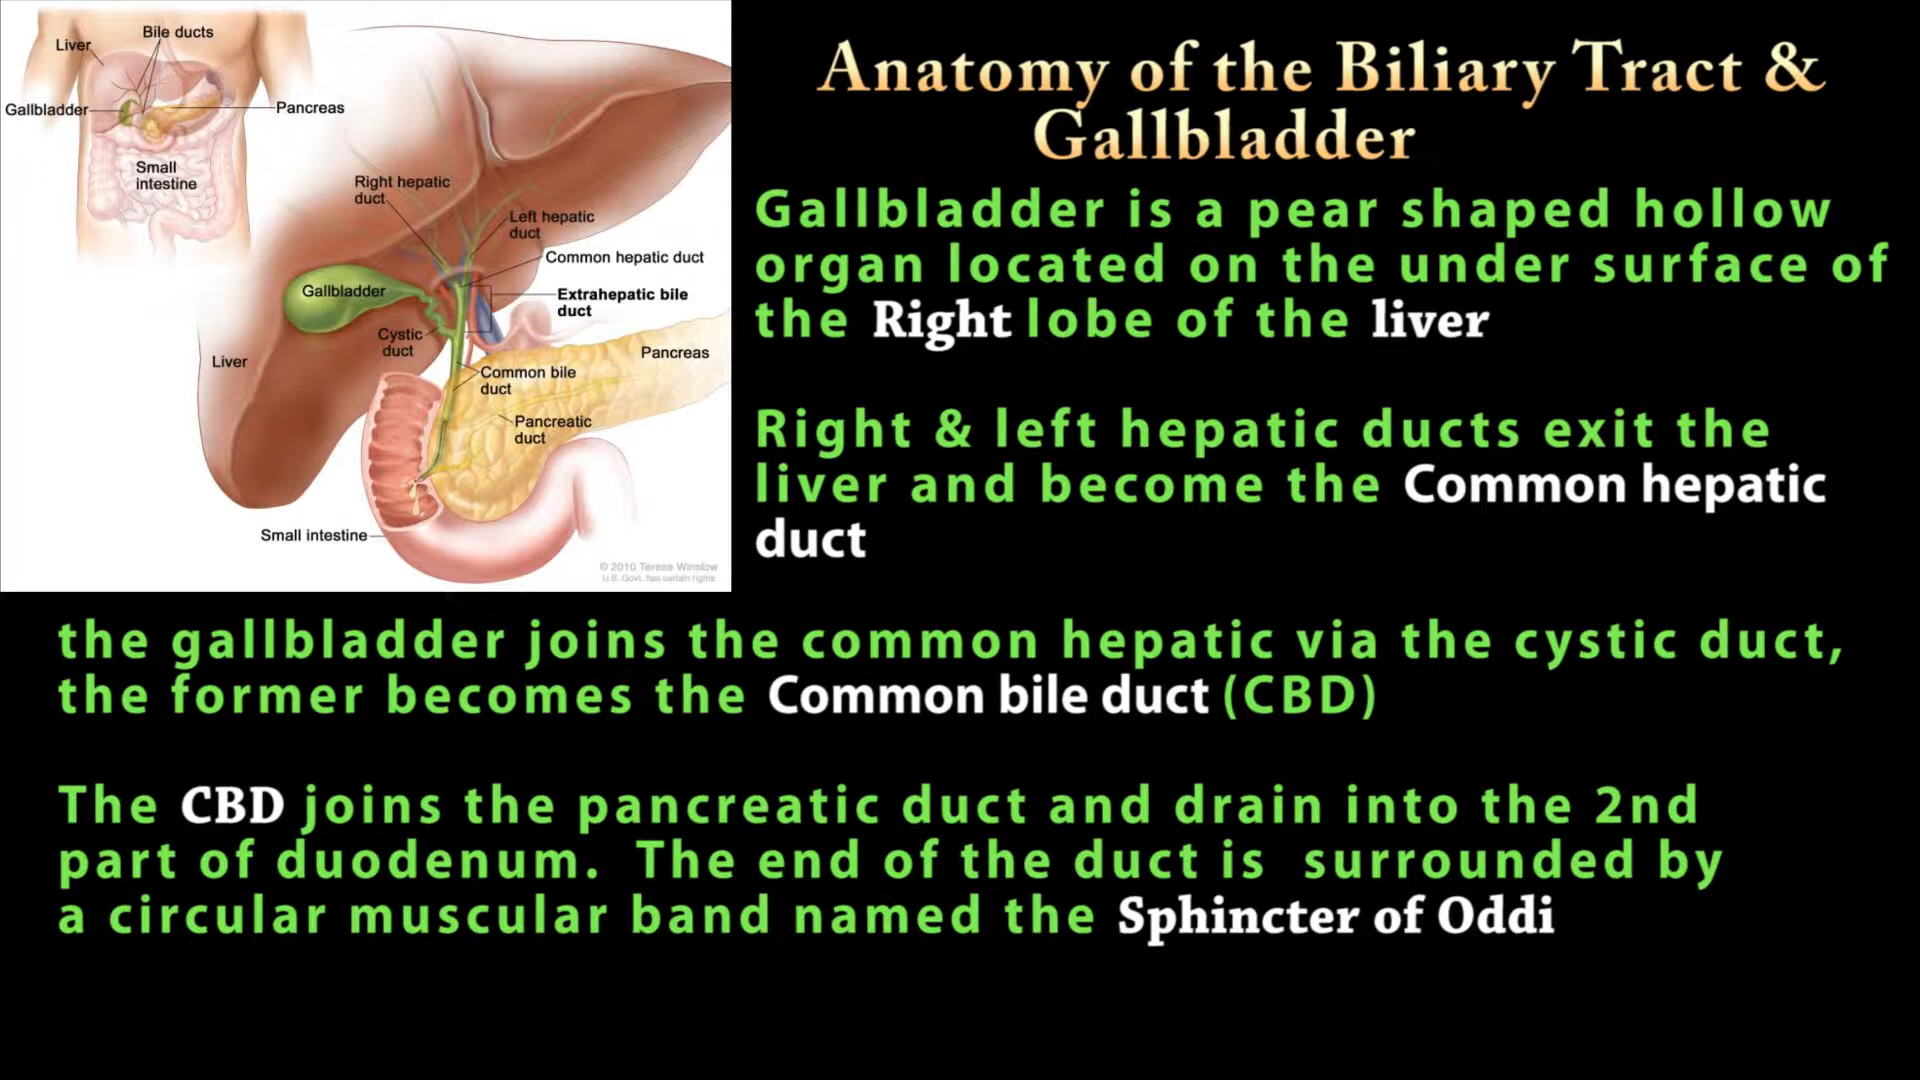 Liver
Bile ducts
Gallbladder
Pancreas
Small
intestine
Right hepatic
duct
Left hepatic
duct
Common hepatic duct
Gallbladder
Extrahepatic bile
duct
Cystic
duct
Liver
Pancreas
Common bile
duct
Pancreatic
duct
Small intestine
© 2010 Terese Winslow
U.S. Govt. has certain rights
Anatomy of the Biliary Tract &
Gallbladder
Gallbladder is a pear shaped hollow
organ located on the under surface of
the Right lobe of the liver
Right & left hepatic ducts exit the
liver and become the Common hepatic
duct
the gallbladder joins the common hepatic via the cystic duct,
the former becomes the Common bile duct (CBD)
The CBD joins the pancreatic duct and drain into the 2nd
part of duodenum. The end of the duct is surrounded by
a circular muscular band named the Sphincter of Oddi